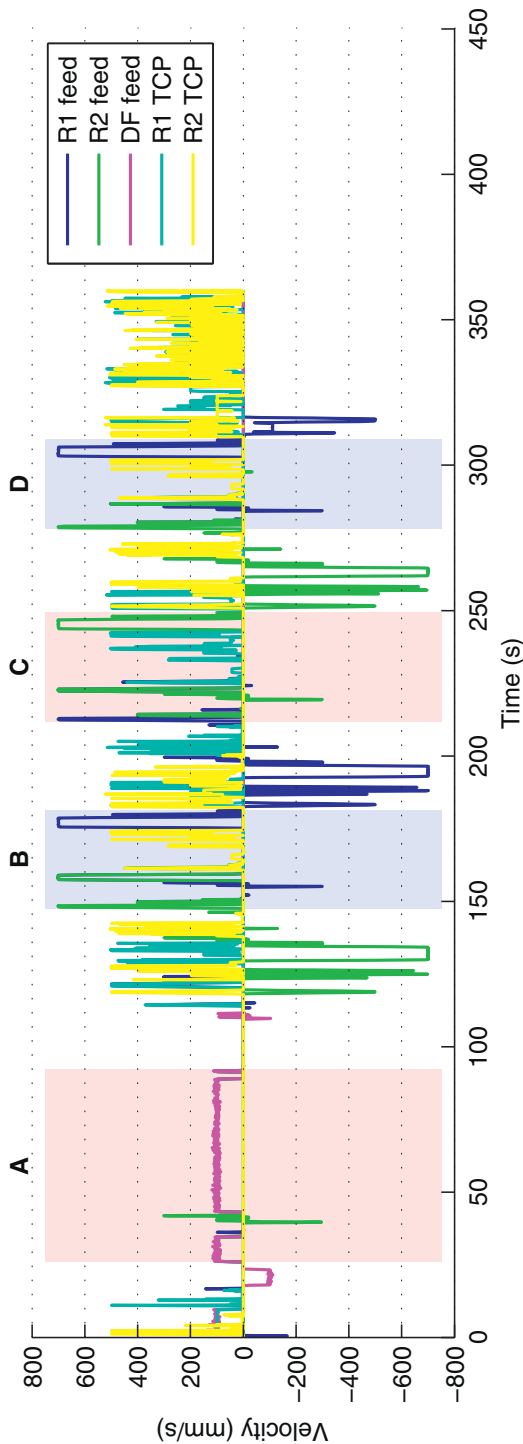 A
B
C
D
R1 feed
R2 feed
DF feed
R1 TCP
R2 TCP
800
600
400
200
0
−200
−400
−600
−800
Velocity (mm/s)
0
50
100
150
200
250
300
350
400
450
Time (s)